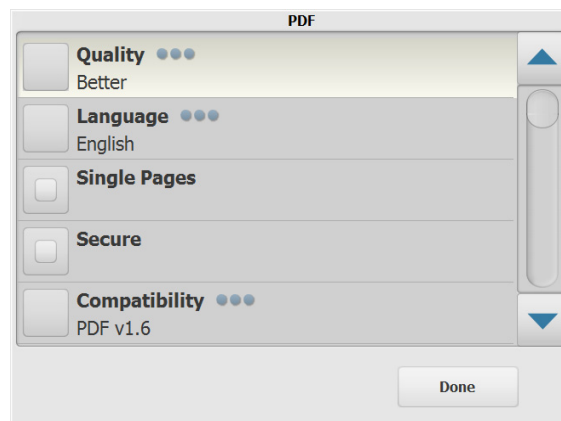 PDF
Quality
Better
Language
English
Single Pages
Secure
Compatibility
PDF v1.6
Done